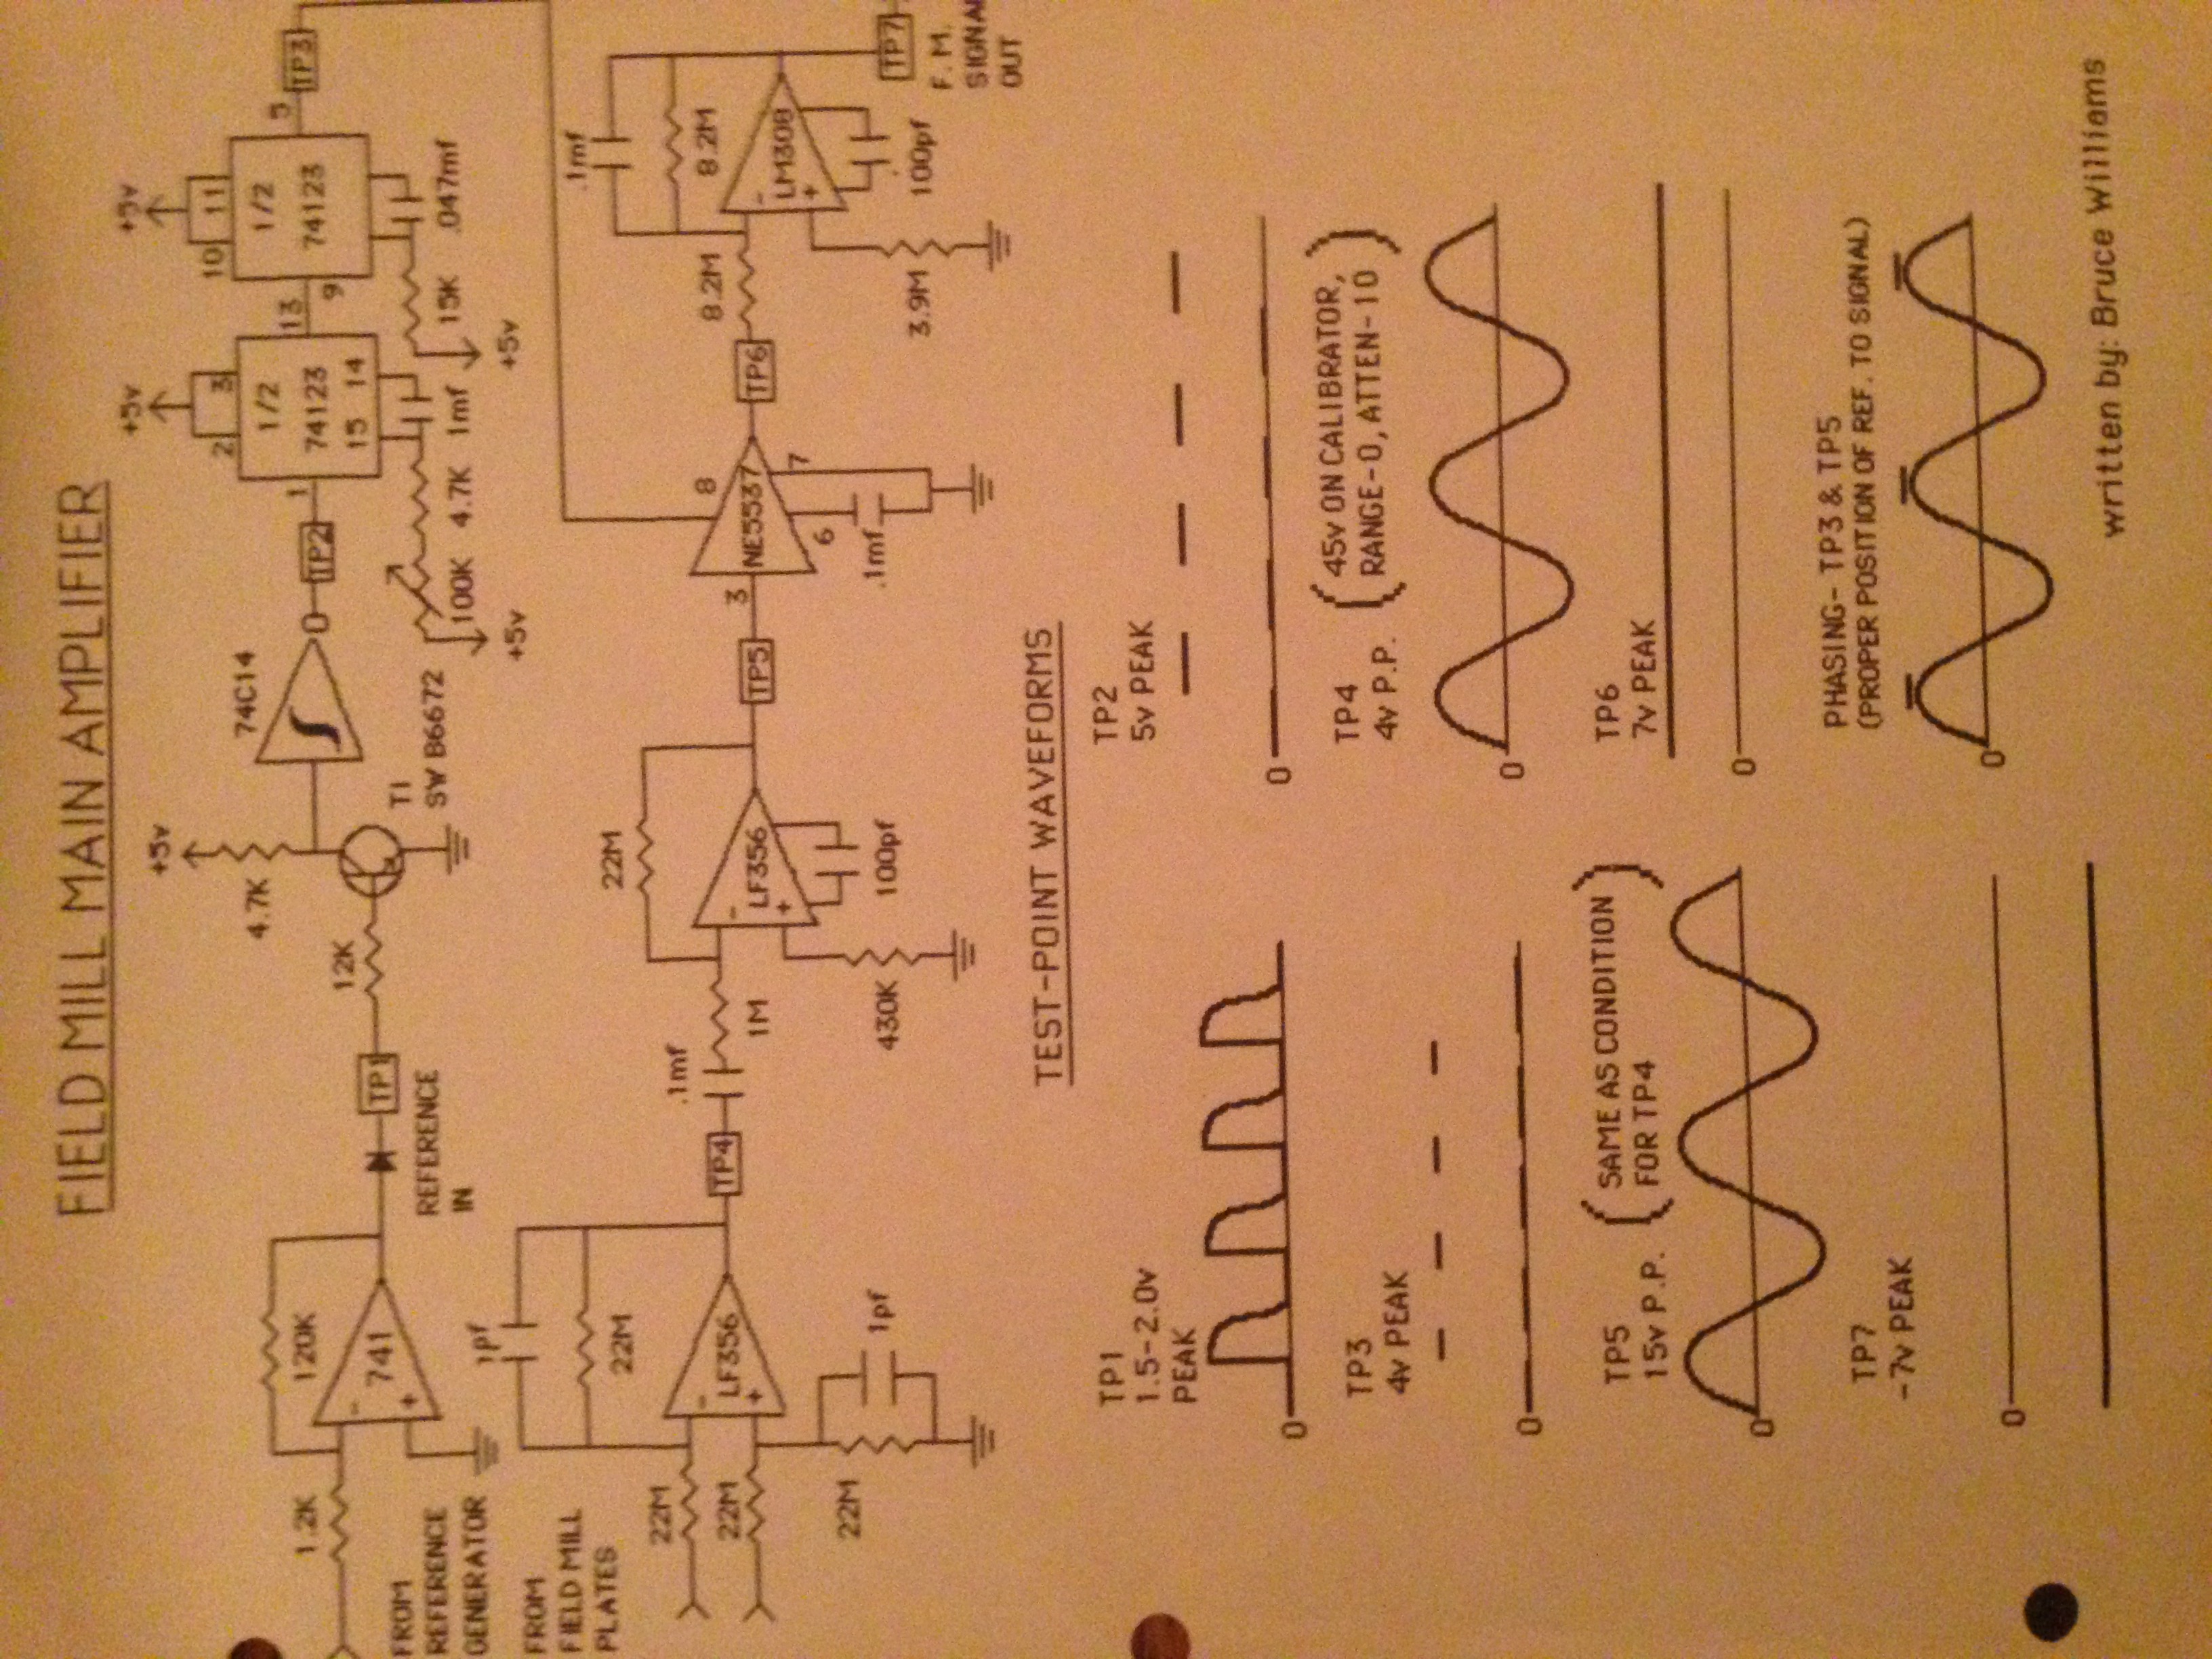 FIELD MILL MAIN AMPLIFIER
FROM
REFERENCE
GENERATOR
1.2K
120K
741
-
+
REFERENCE
IN
TP1
12K
4.7K
+5v
T1
SW B6672
74C14
TP2
1
2
3
+5v
1/2
74123
15 14
13
100K 4.7K 1mf
+5v
9
10
11
+5v
1/2
74123
15K .047mf
+5v
5
TP3
FROM
FIELD MILL
PLATES
22M
22M
22M
1pf
22M
LF356
-
+
1pf
TP4
.1mf
1M
430K
22M
LF356
-
+
100pf
TP5
3
NE5537
8
6
7
.1mf
TP6
8.2M
3.9M
.1mf
8.2M
LM308
-
+
100pf
TP7
F. M.
OUT
TEST-POINT WAVEFORMS
TP1
1.5-2.0v
PEAK
0
TP2
5v PEAK
0
TP3
4v PEAK
0
TP4
4v P.P.
(45v ON CALIBRATOR,
RANGE-0, ATTEN-10)
0
TP5
15v P.P.
(SAME AS CONDITION
FOR TP4)
0
TP6
7v PEAK
0
TP7
-7v PEAK
0
PHASING- TP3 & TP5
(PROPER POSITION OF REF. TO SIGNAL)
0
written by: Bruce Williams